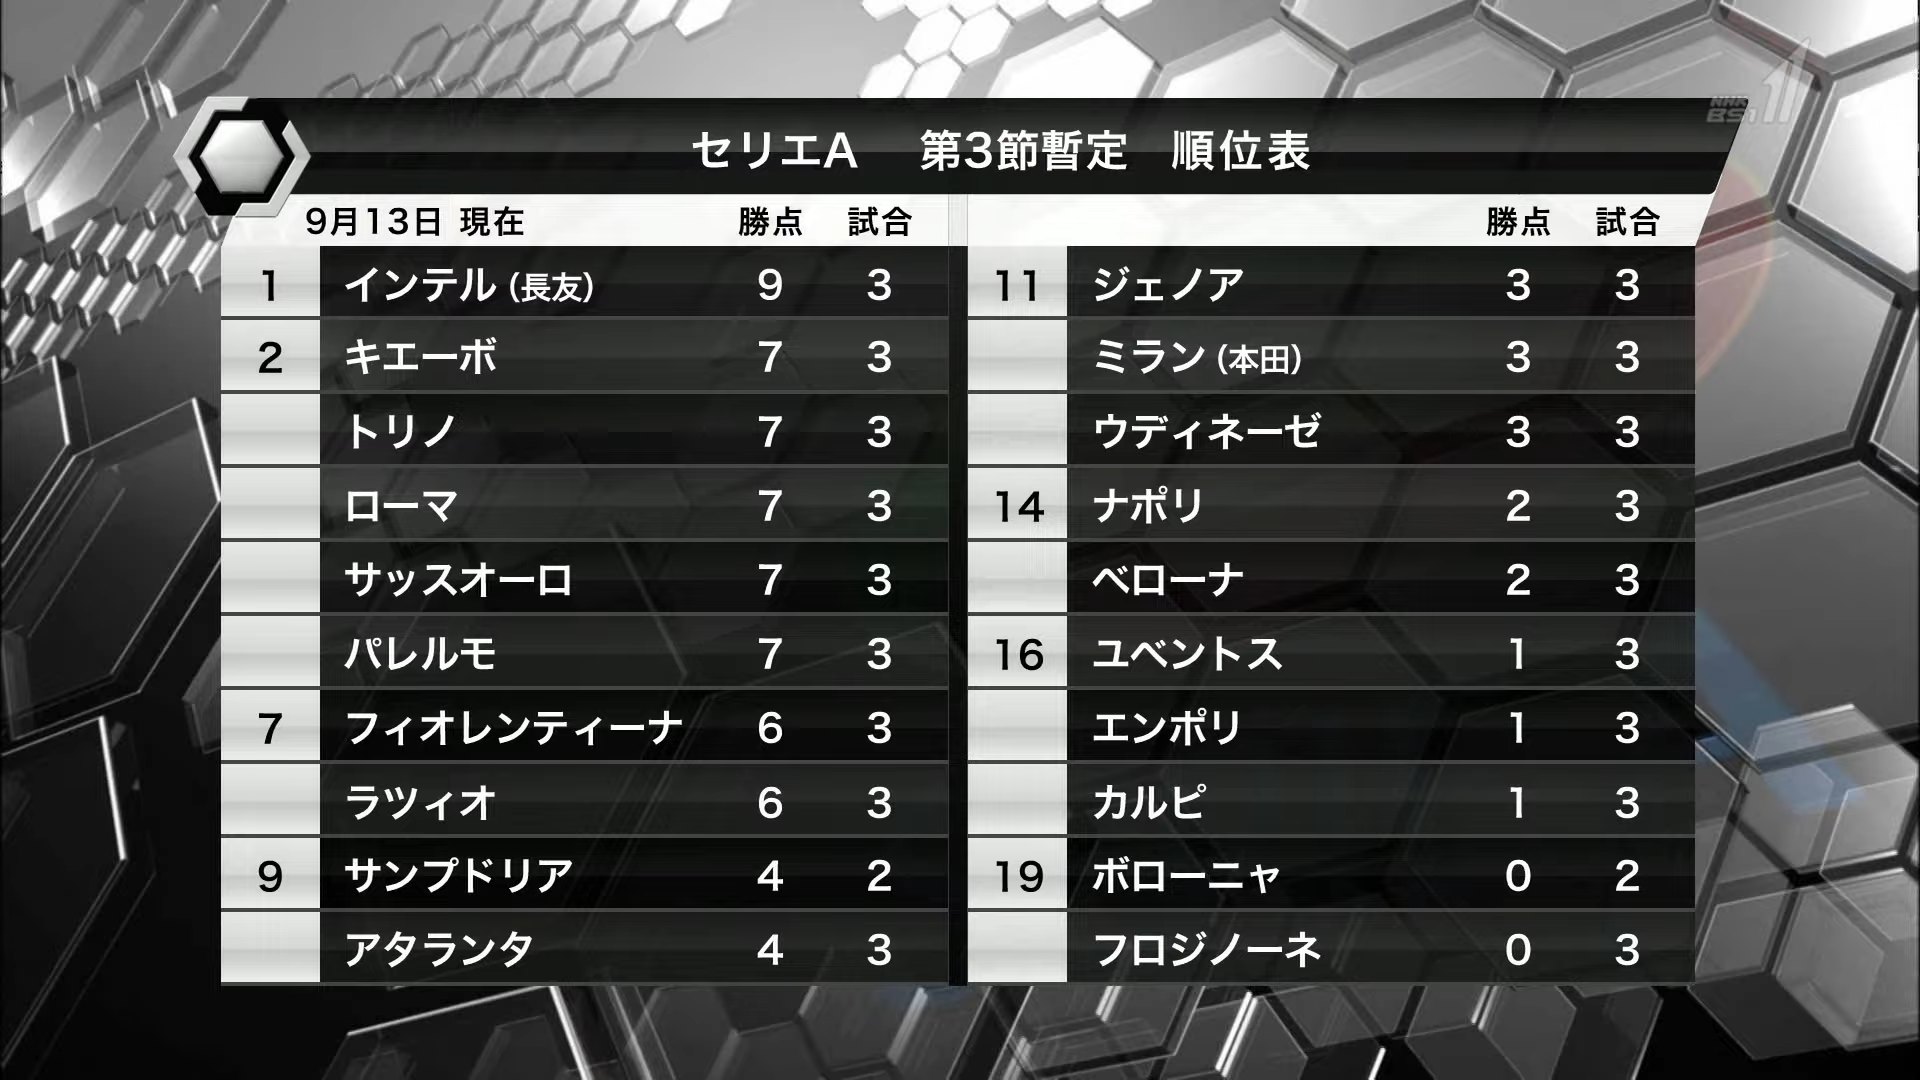 NHK
BS1
セリエA 第3節暫定 順位表
9月13日 現在 勝点 試合
1 インテル(長友) 9 3
2 キエーボ 7 3
トリノ 7 3
ローマ 7 3
サッスオーロ 7 3
パレルモ 7 3
7 フィオレンティーナ 6 3
ラツィオ 6 3
9 サンプドリア 4 2
アタランタ 4 3
勝点 試合
11 ジェノア 3 3
ミラン(本田) 3 3
ウディネーゼ 3 3
14 ナポリ 2 3
ベローナ 2 3
16 ユベントス 1 3
エンポリ 1 3
カルピ 1 3
19 ボローニャ 0 2
フロジノーネ 0 3